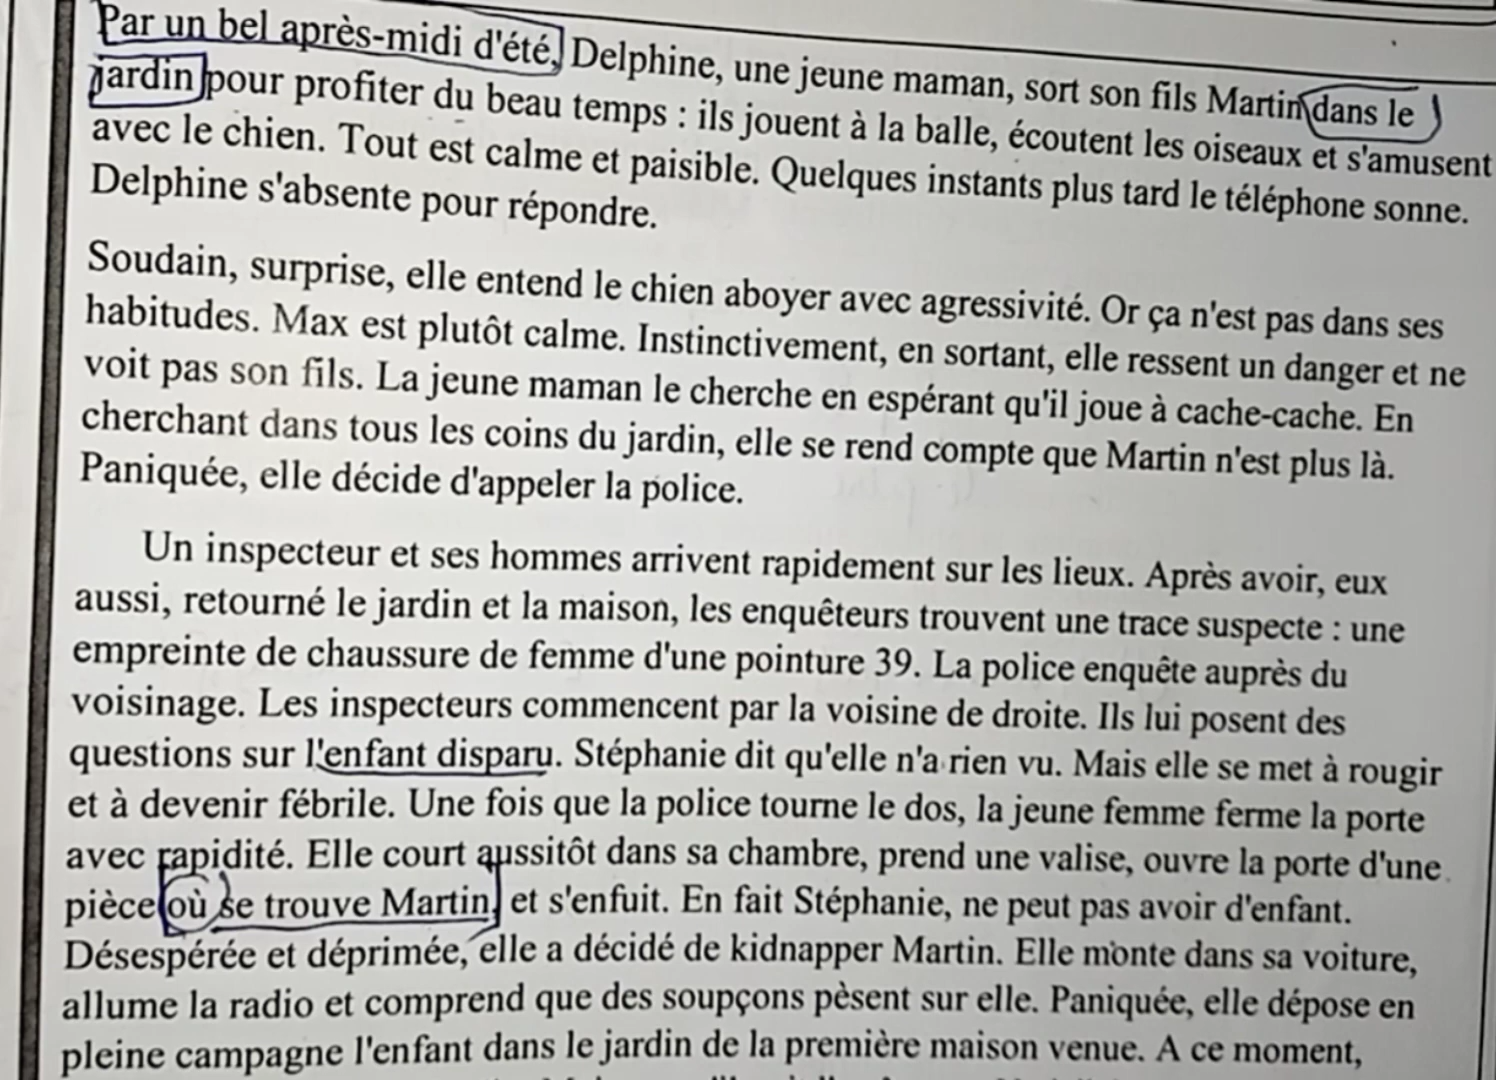 Par un bel après-midi d'été, Delphine, une jeune maman, sort son fils Martin dans le
jardin pour profiter du beau temps : ils jouent à la balle, écoutent les oiseaux et s'amusent
avec le chien. Tout est calme et paisible. Quelques instants plus tard le téléphone sonne.
Delphine s'absente pour répondre.
Soudain, surprise, elle entend le chien aboyer avec agressivité. Or ça n'est pas dans ses
habitudes. Max est plutôt calme. Instinctivement, en sortant, elle ressent un danger et ne
voit pas son fils. La jeune maman le cherche en espérant qu'il joue à cache-cache. En
cherchant dans tous les coins du jardin, elle se rend compte que Martin n'est plus là.
Paniquée, elle décide d'appeler la police.
Un inspecteur et ses hommes arrivent rapidement sur les lieux. Après avoir, eux
aussi, retourné le jardin et la maison, les enquêteurs trouvent une trace suspecte : une
empreinte de chaussure de femme d'une pointure 39. La police enquête auprès du
voisinage. Les inspecteurs commencent par la voisine de droite. Ils lui posent des
questions sur l'enfant disparu. Stéphanie dit qu'elle n'a rien vu. Mais elle se met à rougir
et à devenir fébrile. Une fois que la police tourne le dos, la jeune femme ferme la porte
avec rapidité. Elle court aussitôt dans sa chambre, prend une valise, ouvre la porte d'une
pièce où se trouve Martin, et s'enfuit. En fait Stéphanie, ne peut pas avoir d'enfant.
Désespérée et déprimée, elle a décidé de kidnapper Martin. Elle monte dans sa voiture,
allume la radio et comprend que des soupçons pèsent sur elle. Paniquée, elle dépose en
pleine campagne l'enfant dans le jardin de la première maison venue. A ce moment,